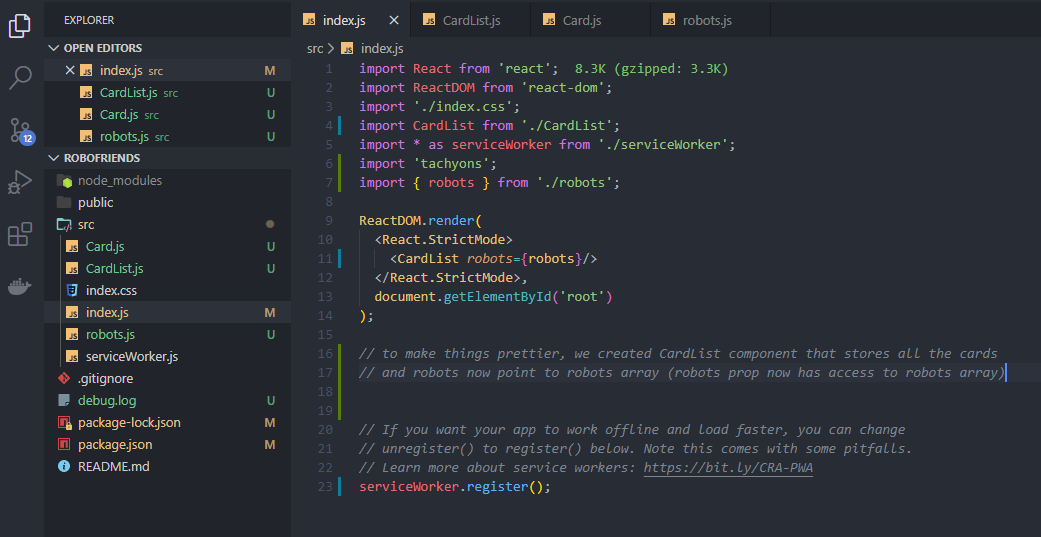 EXPLORER
OPEN EDITORS
index.js src M
CardList.js src U
Card.js src U
robots.js src U
ROBOFRIENDS
node_modules
public
src
Card.js U
CardList.js U
index.css
index.js M
robots.js U
serviceWorker.js
.gitignore
debug.log U
package-lock.json M
package.json M
README.md
12
JS index.js
JS CardList.js
JS Card.js
JS robots.js
src > JS index.js
1 import React from 'react'; 8.3K (gzipped: 3.3K)
2 import ReactDOM from 'react-dom';
3 import './index.css';
4 import CardList from './CardList';
5 import * as serviceWorker from './serviceWorker';
6 import 'tachyons';
7 import { robots } from './robots';
8
9 ReactDOM.render(
10 <React.StrictMode>
11 <CardList robots={robots}/>
12 </React.StrictMode>,
13 document.getElementById('root')
14 );
15
16 // to make things prettier, we created CardList component that stores all the cards
17 // and robots now point to robots array (robots prop now has access to robots array)
18
19
20 // If you want your app to work offline and load faster, you can change
21 // unregister() to register() below. Note this comes with some pitfalls.
22 // Learn more about service workers: https://bit.ly/CRA-PWA
23 serviceWorker.register();